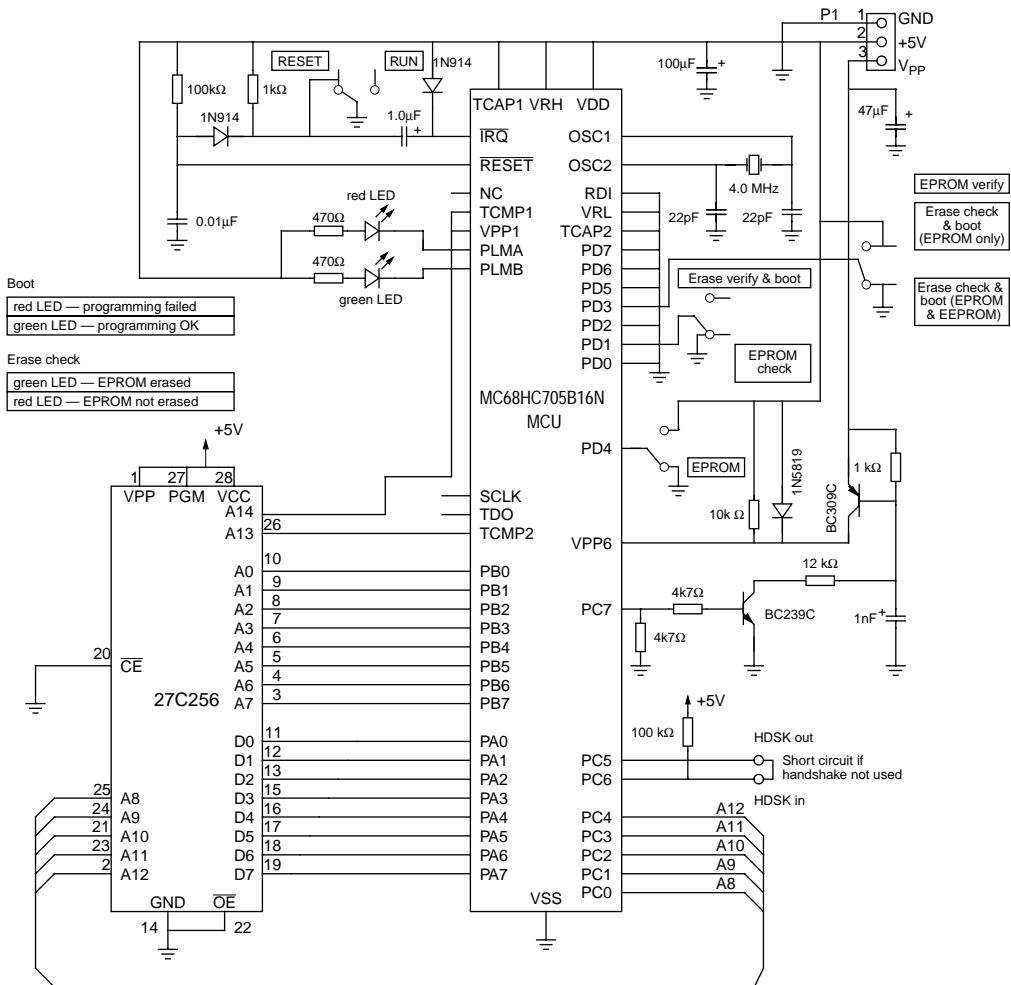 P1
1
GND
2
+5V
3
VPP
RESET
RUN
1N914
100µF
+
100kΩ
1kΩ
1N914
1.0µF
+
47µF
+
TCAP1 VRH VDD
IRQ
OSC1
RESET
OSC2
4.0 MHz
NC
RDI
EPROM verify
red LED
TCMP1
VRL
22pF
22pF
0.01µF
470Ω
VPP1
TCAP2
Erase check
& boot
(EPROM only)
PLMA
PD7
470Ω
PLMB
PD6
Erase verify & boot
Boot
green LED
PD5
Erase check &
boot (EPROM
& EEPROM)
red LED — programming failed
PD3
green LED — programming OK
PD2
PD1
Erase check
PD0
EPROM
check
green LED — EPROM erased
red LED — EPROM not erased
MC68HC705B16N
MCU
+5V
PD4
1N5819
1 kΩ
1
27
28
EPROM
VPP PGM VCC
SCLK
BC309C
A14
TDO
10k Ω
A13
26
TCMP2
VPP6
A0
10
PB0
12 kΩ
A1
9
PB1
A2
8
PB2
PC7
4k7Ω
BC239C
1nF
+
A3
7
PB3
4k7Ω
A4
6
PB4
20
CE
A5
5
PB5
A6
4
PB6
27C256
A7
3
PB7
+5V
100 kΩ
D0
11
PA0
HDSK out
D1
12
PA1
PC5
Short circuit if
handshake not used
D2
13
PA2
PC6
25
A8
D3
15
PA3
HDSK in
24
A9
D4
16
PA4
PC4
A12
21
A10
D5
17
PA5
PC3
A11
23
A11
D6
18
PA6
PC2
A10
2
A12
D7
19
PA7
PC1
A9
PC0
A8
GND OE
VSS
14
22